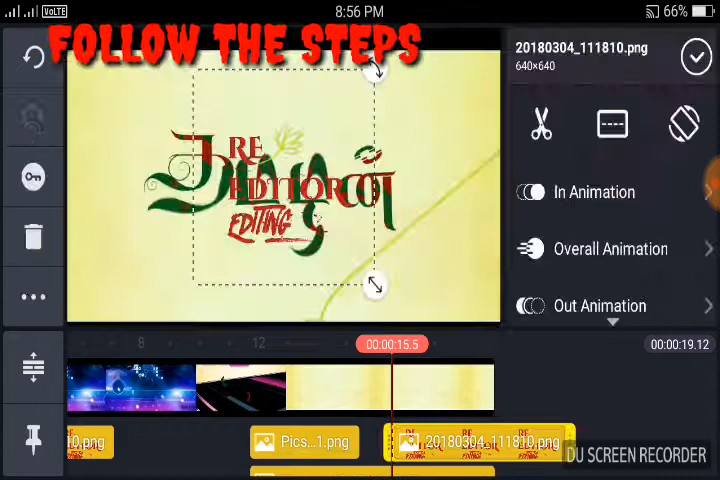 VoLTE
8:56 PM
66%
FOLLOW THE STEPS
20180304_111810.png
640×640
RE
EDITOR
EDITING
In Animation
Overall Animation
Out Animation
8
12
00:00:15.5
00:00:19.12
10.png
Pics...1.png
20180304_111810.png
DU SCREEN RECORDER